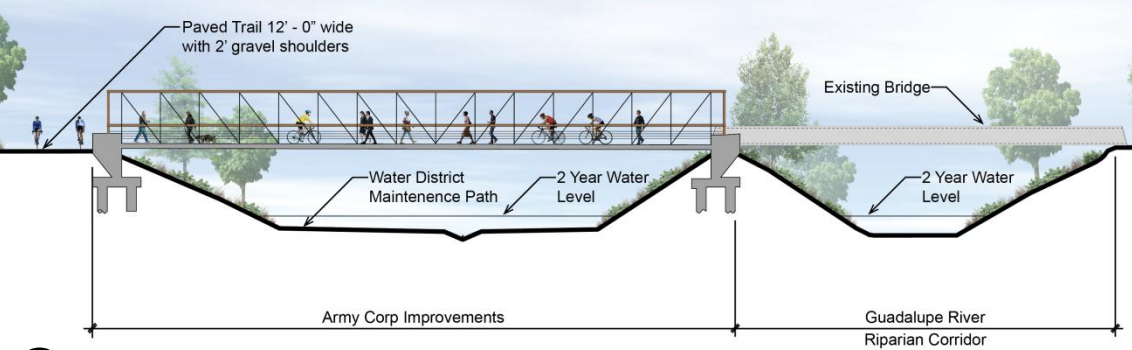 Paved Trail 12' - 0" wide
with 2' gravel shoulders
Existing Bridge
Water District
Maintenence Path
2 Year Water
Level
2 Year Water
Level
Army Corp Improvements
Guadalupe River
Riparian Corridor